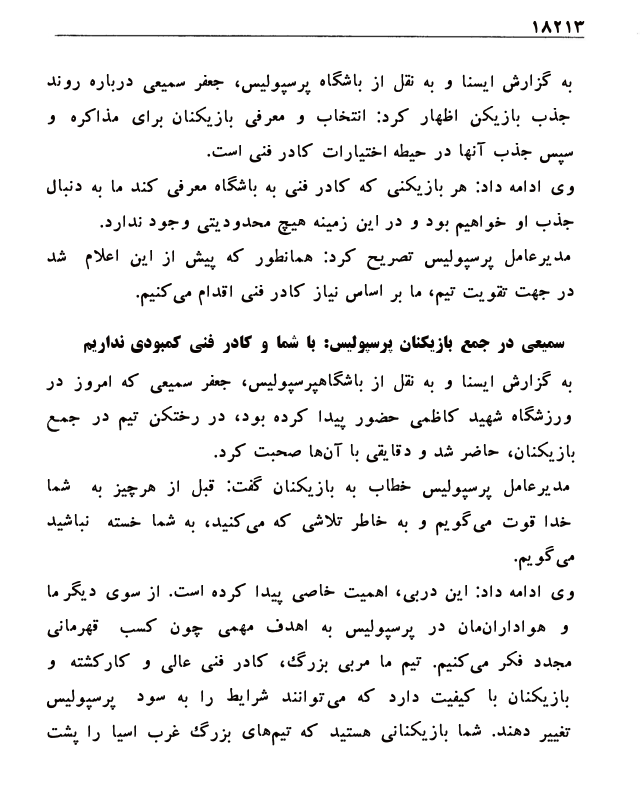 ۱۸۲۱۳
به گزارش ایسنا و به نقل از باشگاه پرسپولیس، جعفر سمیعی درباره روند
جذب بازیکن اظهار کرد: انتخاب و معرفی بازیکنان برای مذاکره و
سپس جذب آنها در حیطه اختیارات کادر فنی است.
وی ادامه داد: هر بازیکنی که کادر فنی به باشگاه معرفی کند ما به دنبال
جذب او خواهیم بود و در این زمینه هیچ محدودیتی وجود ندارد.
مدیرعامل پرسپولیس تصریح کرد: همانطور که پیش از این اعلام شد
در جهت تقویت تیم، ما بر اساس نیاز کادر فنی اقدام می‌کنیم.
سمیعی در جمع بازیکنان پرسپولیس: با شما و کادر فنی کمبودی نداریم
به گزارش ایسنا و به نقل از باشگاهپرسپولیس، جعفر سمیعی که امروز در
ورزشگاه شهید کاظمی حضور پیدا کرده بود، در رختکن تیم در جمع
بازیکنان، حاضر شد و دقایقی با آن‌ها صحبت کرد.
مدیرعامل پرسپولیس خطاب به بازیکنان گفت: قبل از هرچیز به شما
خدا قوت می‌گویم و به خاطر تلاشی که می‌کنید، به شما خسته نباشید
می‌گویم.
وی ادامه داد: این دربی، اهمیت خاصی پیدا کرده است. از سوی دیگر ما
و هواداران‌مان در پرسپولیس به اهدف مهمی چون کسب قهرمانی
مجدد فکر می‌کنیم. تیم ما مربی بزرگ، کادر فنی عالی و کارکشته و
بازیکنان با کیفیت دارد که می‌توانند شرایط را به سود پرسپولیس
تغییر دهند. شما بازیکنانی هستید که تیم‌های بزرگ غرب اسیا را پشت